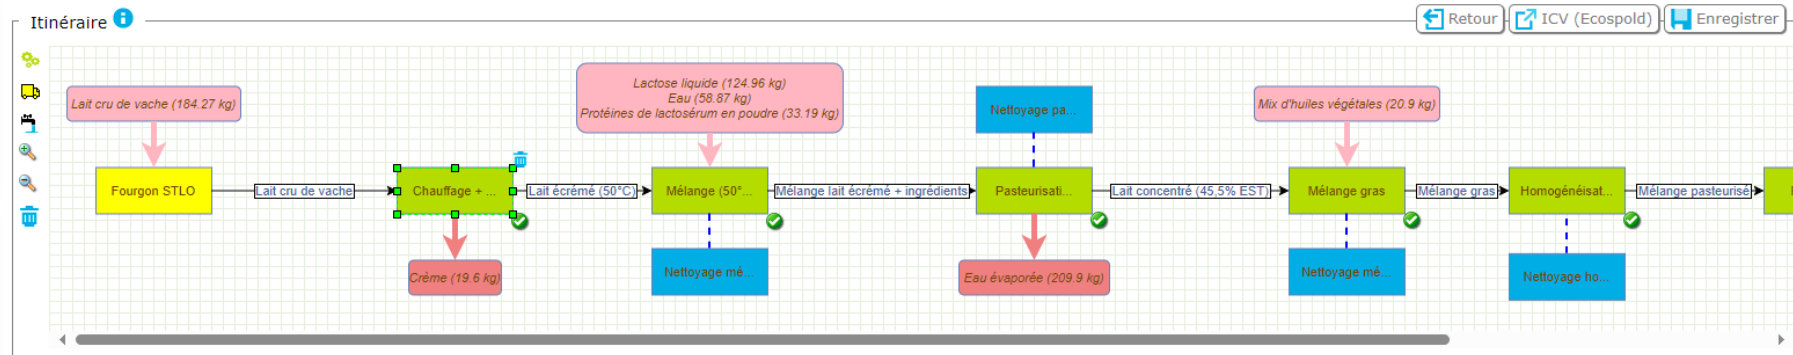 Itinéraire
Retour
ICV (Ecospold)
Enregistrer
Lait cru de vache (184.27 kg)
Lactose liquide (124.96 kg)
Eau (58.87 kg)
Protéines de lactosérum en poudre (33.19 kg)
Nettoyage pa...
Mix d'huiles végétales (20.9 kg)
Fourgon STLO
Lait cru de vache
Chauffage + ...
Lait écrémé (50°C)
Mélange (50°...
Mélange lait écrémé + ingrédients
Pasteurisati...
Lait concentré (45,5% EST)
Mélange gras
Mélange gras
Homogénéisat...
Mélange pasteurisé
Crème (19.6 kg)
Nettoyage mé...
Eau évaporée (209.9 kg)
Nettoyage mé...
Nettoyage ho...